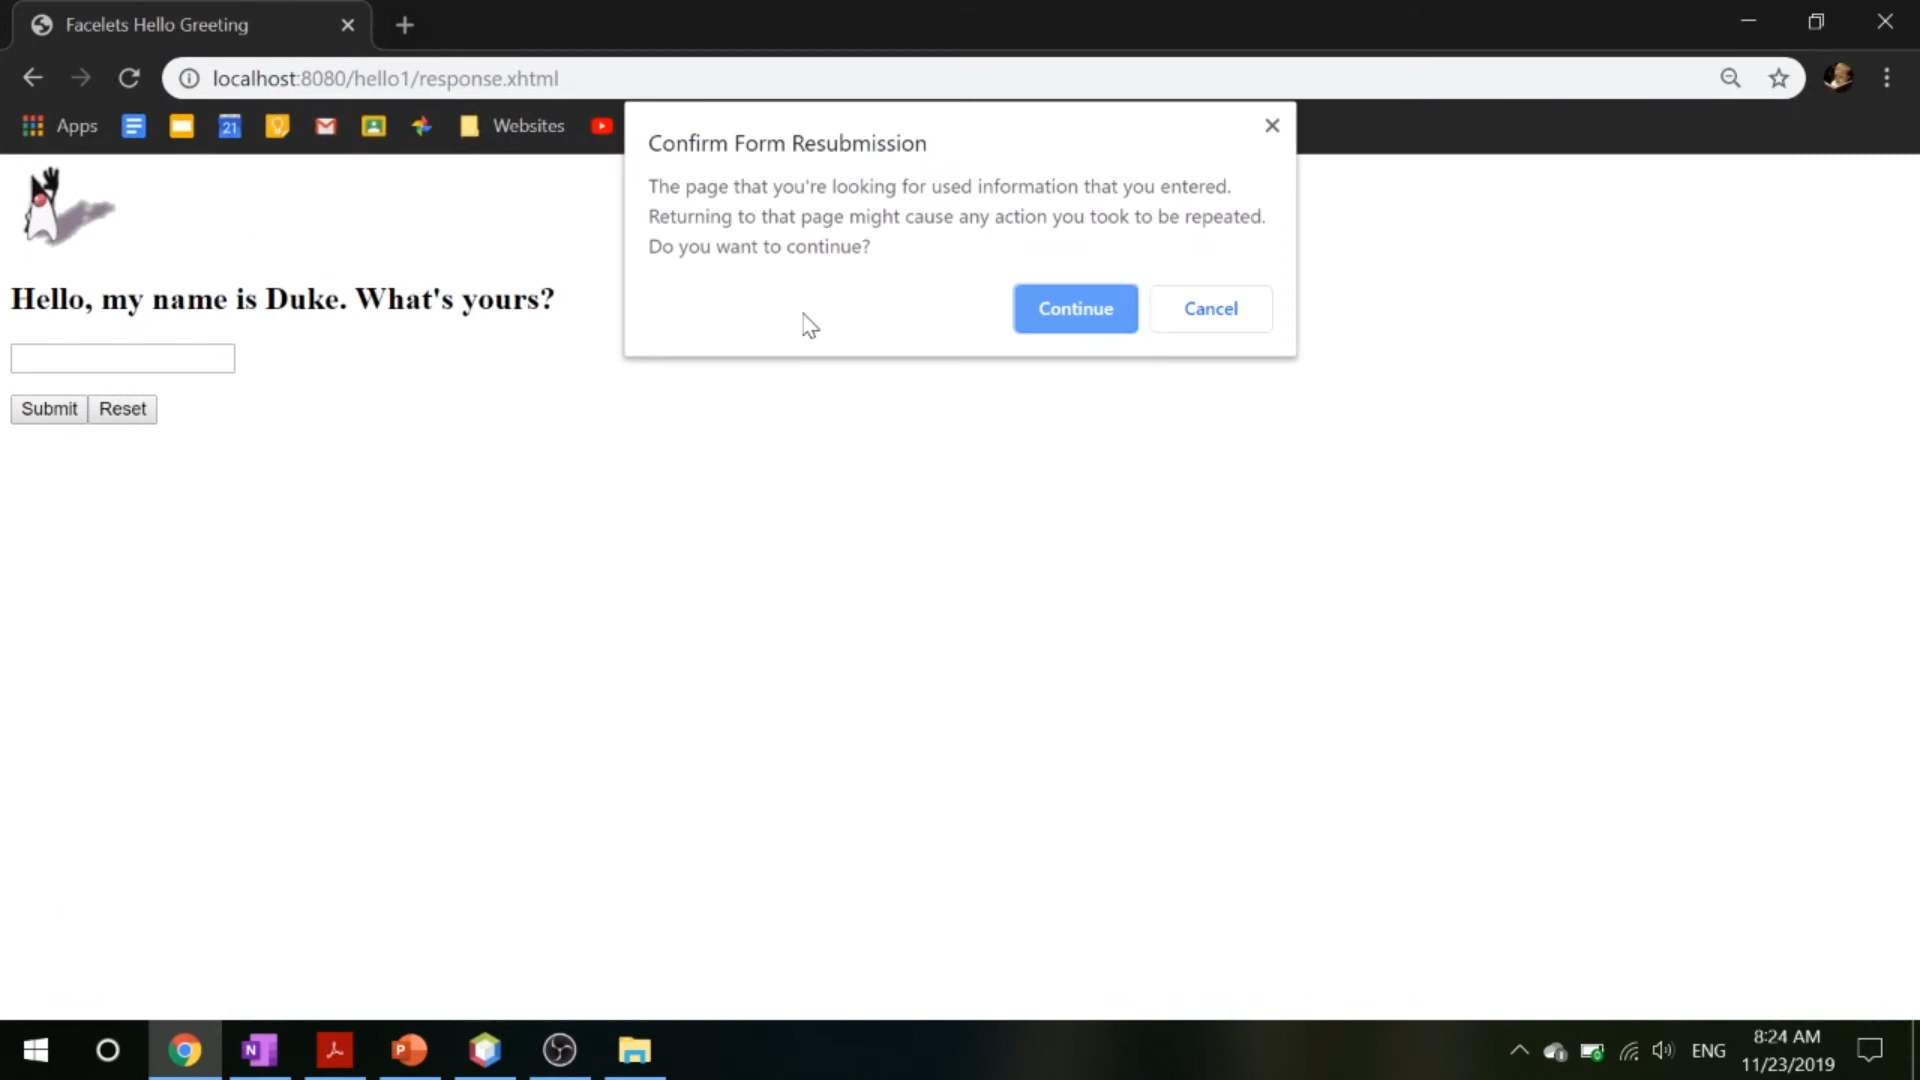 Facelets Hello Greeting
localhost:8080/hello1/response.xhtml
Apps
21
Websites
Confirm Form Resubmission
The page that you're looking for used information that you entered.
Returning to that page might cause any action you took to be repeated.
Do you want to continue?
Continue
Cancel
Hello, my name is Duke. What's yours?
Submit
Reset
N
P
ENG
8:24 AM
11/23/2019